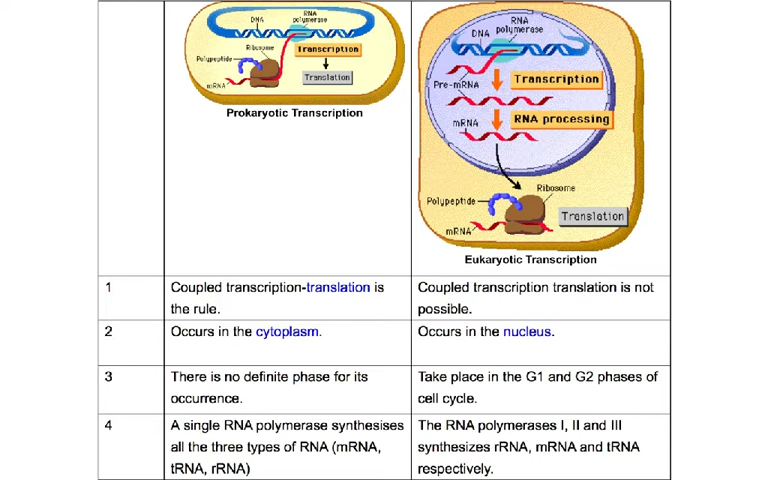 DNA
RNA
polymerase
Ribosome
Transcription
Polypeptide
Translation
mRNA
Prokaryotic Transcription
RNA
polymerase
DNA
Transcription
Pre-mRNA
RNA processing
mRNA
Ribosome
Polypeptide
Translation
mRNA
Eukaryotic Transcription
1
Coupled transcription-translation is
the rule.
Coupled transcription translation is not
possible.
2
Occurs in the cytoplasm.
Occurs in the nucleus.
3
There is no definite phase for its
occurrence.
Take place in the G1 and G2 phases of
cell cycle.
4
A single RNA polymerase synthesises
all the three types of RNA (mRNA,
tRNA, rRNA)
The RNA polymerases I, II and III
synthesizes rRNA, mRNA and tRNA
respectively.